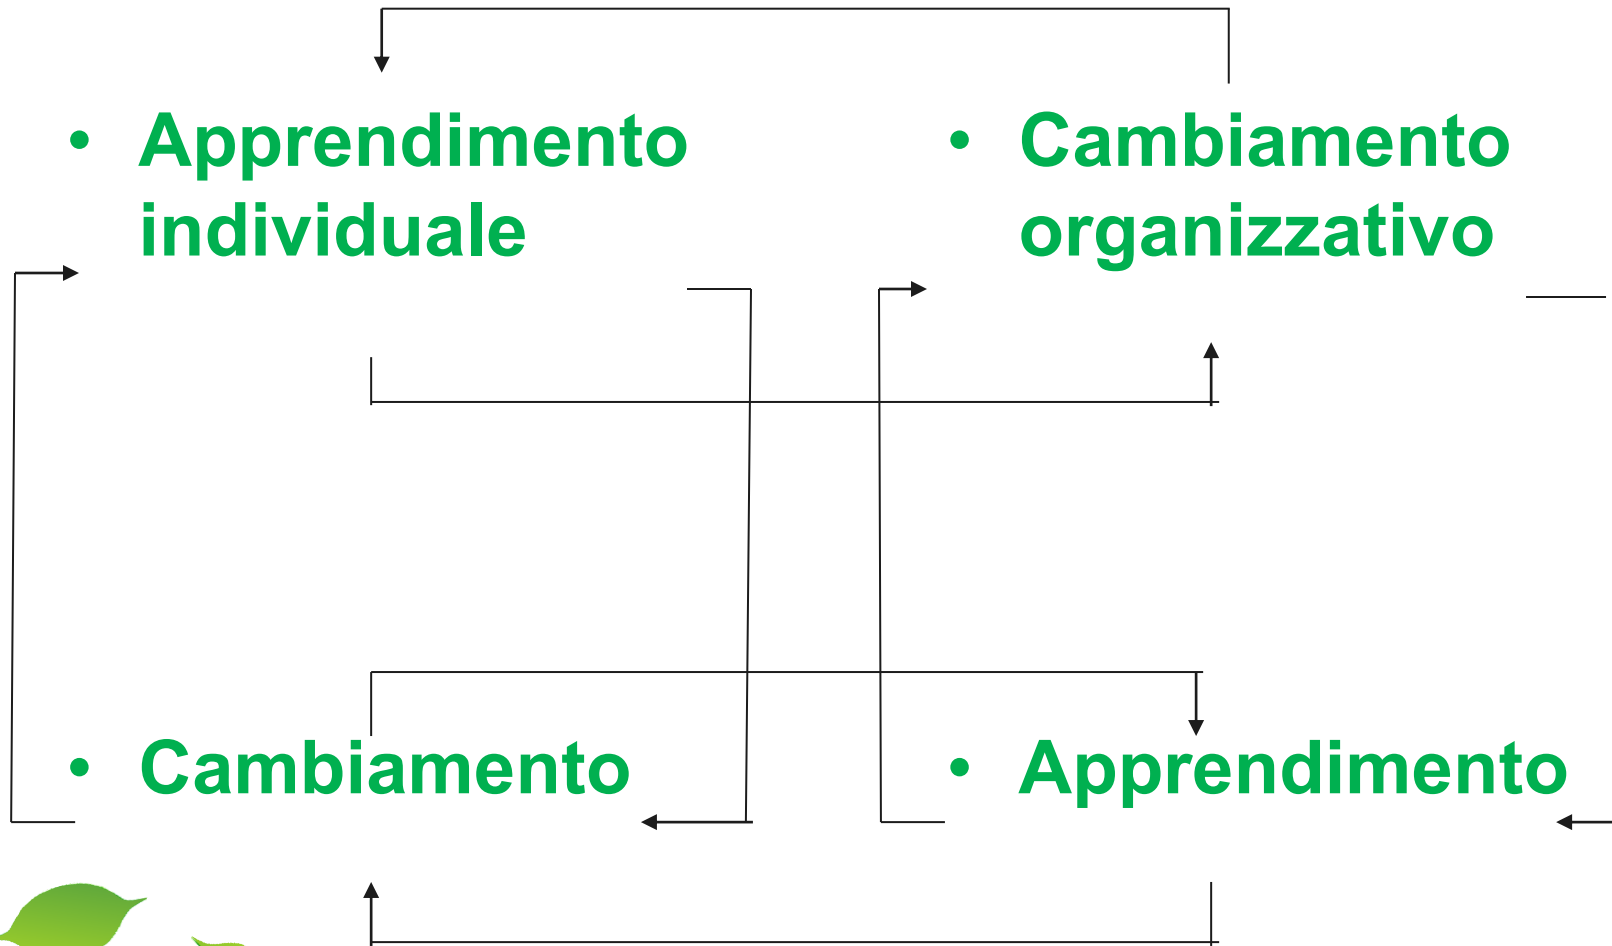 • Apprendimento
individuale
• Cambiamento
organizzativo
• Cambiamento
• Apprendimento